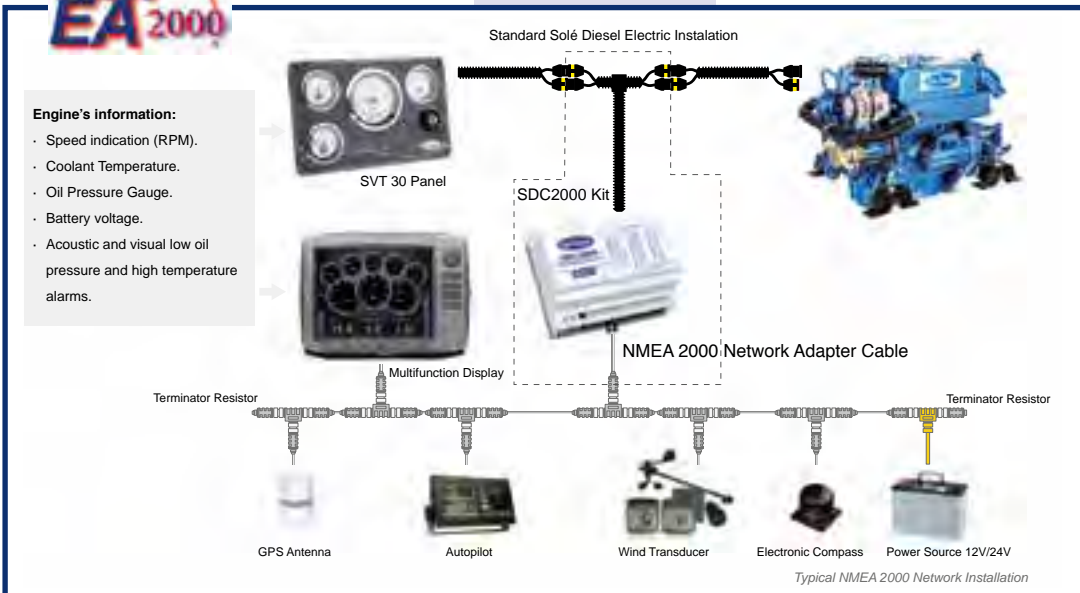 EA 2000
Standard Solé Diesel Electric Instalation
Engine's information:
· Speed indication (RPM).
· Coolant Temperature.
· Oil Pressure Gauge.
· Battery voltage.
· Acoustic and visual low oil
pressure and high temperature
alarms.
SVT 30 Panel
SDC2000 Kit
NMEA 2000 Network Adapter Cable
Multifunction Display
Terminator Resistor
Terminator Resistor
GPS Antenna
Autopilot
Wind Transducer
Electronic Compass
Power Source 12V/24V
Typical NMEA 2000 Network Installation